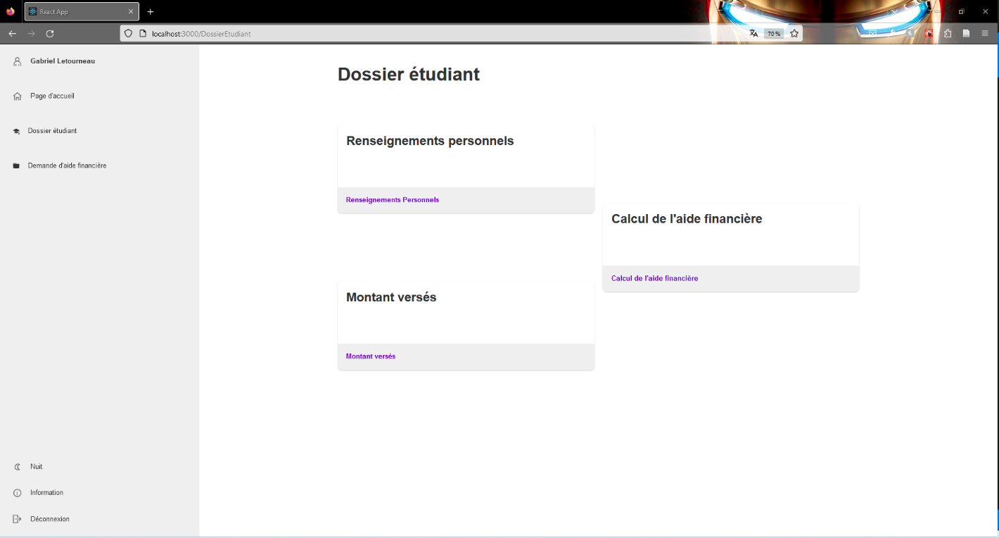 React App
localhost:3000/DossierEtudiant
70 %
Gabriel Letourneau
Page d'accueil
Dossier étudiant
Demande d'aide financière
Nuit
Information
Déconnexion
Dossier étudiant
Renseignements personnels
Renseignements Personnels
Calcul de l'aide financière
Calcul de l'aide financière
Montant versés
Montant versés